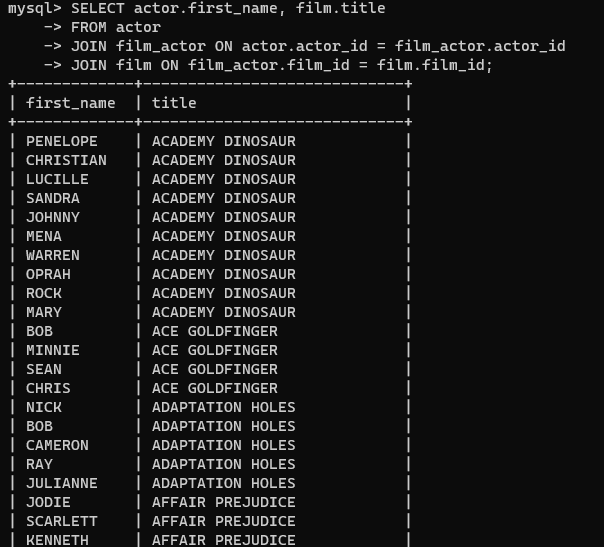 mysql> SELECT actor.first_name, film.title
    -> FROM actor
    -> JOIN film_actor ON actor.actor_id = film_actor.actor_id
    -> JOIN film ON film_actor.film_id = film.film_id;
+-------------+-----------------------------+
| first_name  | title                       |
+-------------+-----------------------------+
| PENELOPE    | ACADEMY DINOSAUR            |
| CHRISTIAN   | ACADEMY DINOSAUR            |
| LUCILLE     | ACADEMY DINOSAUR            |
| SANDRA      | ACADEMY DINOSAUR            |
| JOHNNY      | ACADEMY DINOSAUR            |
| MENA        | ACADEMY DINOSAUR            |
| WARREN      | ACADEMY DINOSAUR            |
| OPRAH       | ACADEMY DINOSAUR            |
| ROCK        | ACADEMY DINOSAUR            |
| MARY        | ACADEMY DINOSAUR            |
| BOB         | ACE GOLDFINGER              |
| MINNIE      | ACE GOLDFINGER              |
| SEAN        | ACE GOLDFINGER              |
| CHRIS       | ACE GOLDFINGER              |
| NICK        | ADAPTATION HOLES            |
| BOB         | ADAPTATION HOLES            |
| CAMERON     | ADAPTATION HOLES            |
| RAY         | ADAPTATION HOLES            |
| JULIANNE    | ADAPTATION HOLES            |
| JODIE       | AFFAIR PREJUDICE            |
| SCARLETT    | AFFAIR PREJUDICE            |
| KENNETH     | AFFAIR PREJUDICE            |